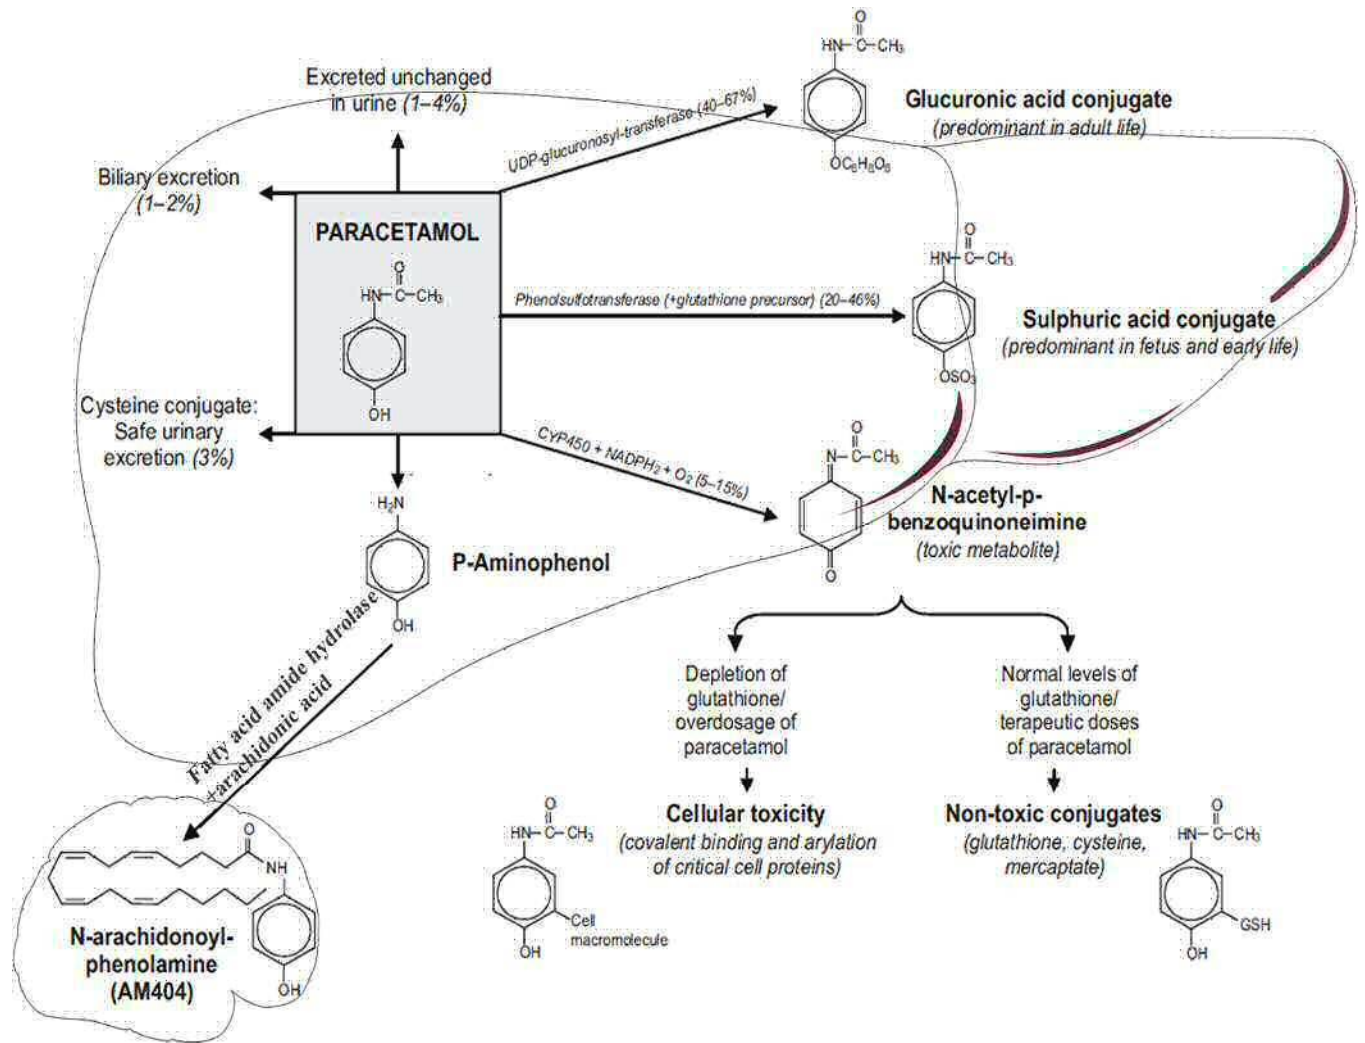 Excreted unchanged
in urine (1–4%)
Biliary excretion
(1–2%)
PARACETAMOL
O
HN–C–CH₃
OH
Cysteine conjugate:
Safe urinary
excretion (3%)
UDP-glucuronosyl-transferase (40–67%)
O
HN–C–CH₃
OC₆H₈O₆
Glucuronic acid conjugate
(predominant in adult life)
Phenolsulfotransferase (+glutathione precursor) (20–46%)
O
HN–C–CH₃
OSO₃
Sulphuric acid conjugate
(predominant in fetus and early life)
CYP450 + NADPH₂ + O₂ (5–15%)
O
N–C–CH₃
O
N-acetyl-p-
benzoquinoneimine
(toxic metabolite)
H₂N
OH
P-Aminophenol
Fatty acid amide hydrolase
+arachidonic acid
O
NH
OH
N-arachidonoyl-
phenolamine
(AM404)
Depletion of
glutathione/
overdosage of
paracetamol
Cellular toxicity
(covalent binding and arylation
of critical cell proteins)
O
HN–C–CH₃
Cell
macromolecule
OH
Normal levels of
glutathione/
terapeutic doses
of paracetamol
Non-toxic conjugates
(glutathione, cysteine,
mercaptate)
O
HN–C–CH₃
GSH
OH